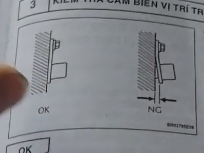 3 KIỂM TRA CẢM BIẾN VỊ TRÍ
OK NG
OK